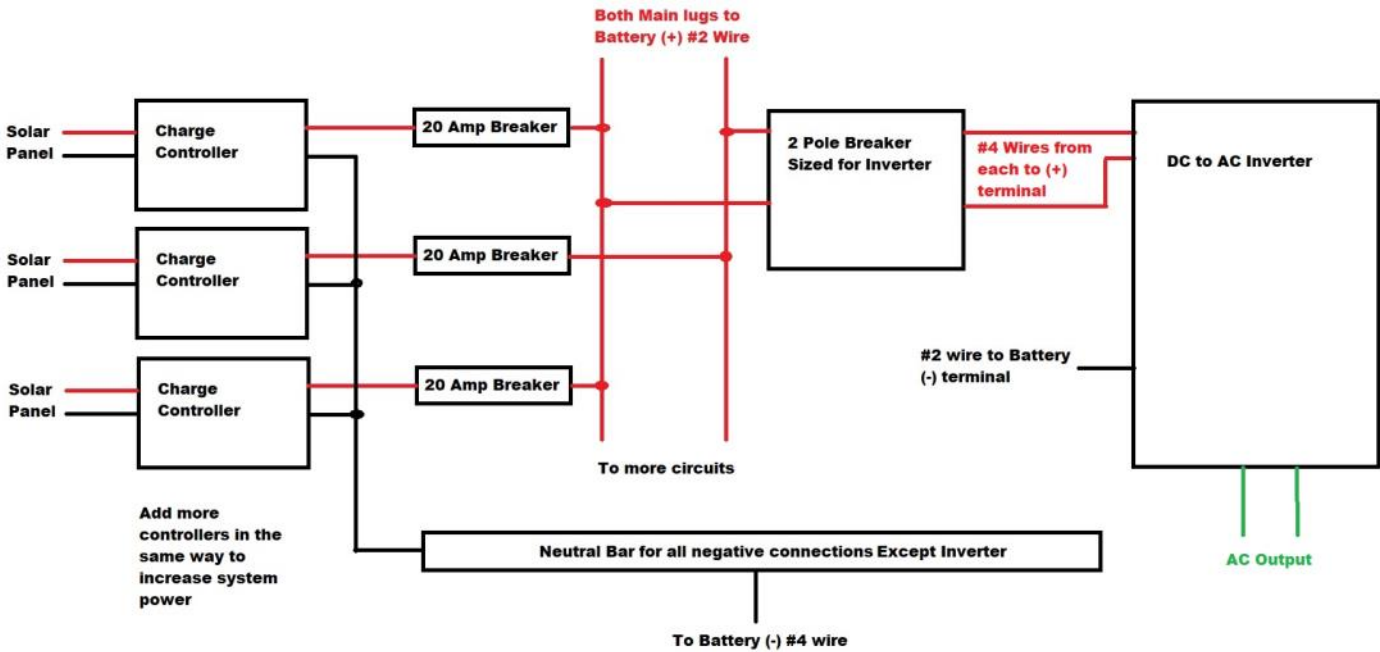 Both Main lugs to
Battery (+) #2 Wire
Solar
Panel
Charge
Controller
20 Amp Breaker
2 Pole Breaker
Sized for Inverter
#4 Wires from
each to (+)
terminal
DC to AC Inverter
Solar
Panel
Charge
Controller
20 Amp Breaker
#2 wire to Battery
(-) terminal
Solar
Panel
Charge
Controller
20 Amp Breaker
To more circuits
Add more
controllers in the
same way to
increase system
power
Neutral Bar for all negative connections Except Inverter
AC Output
To Battery (-) #4 wire